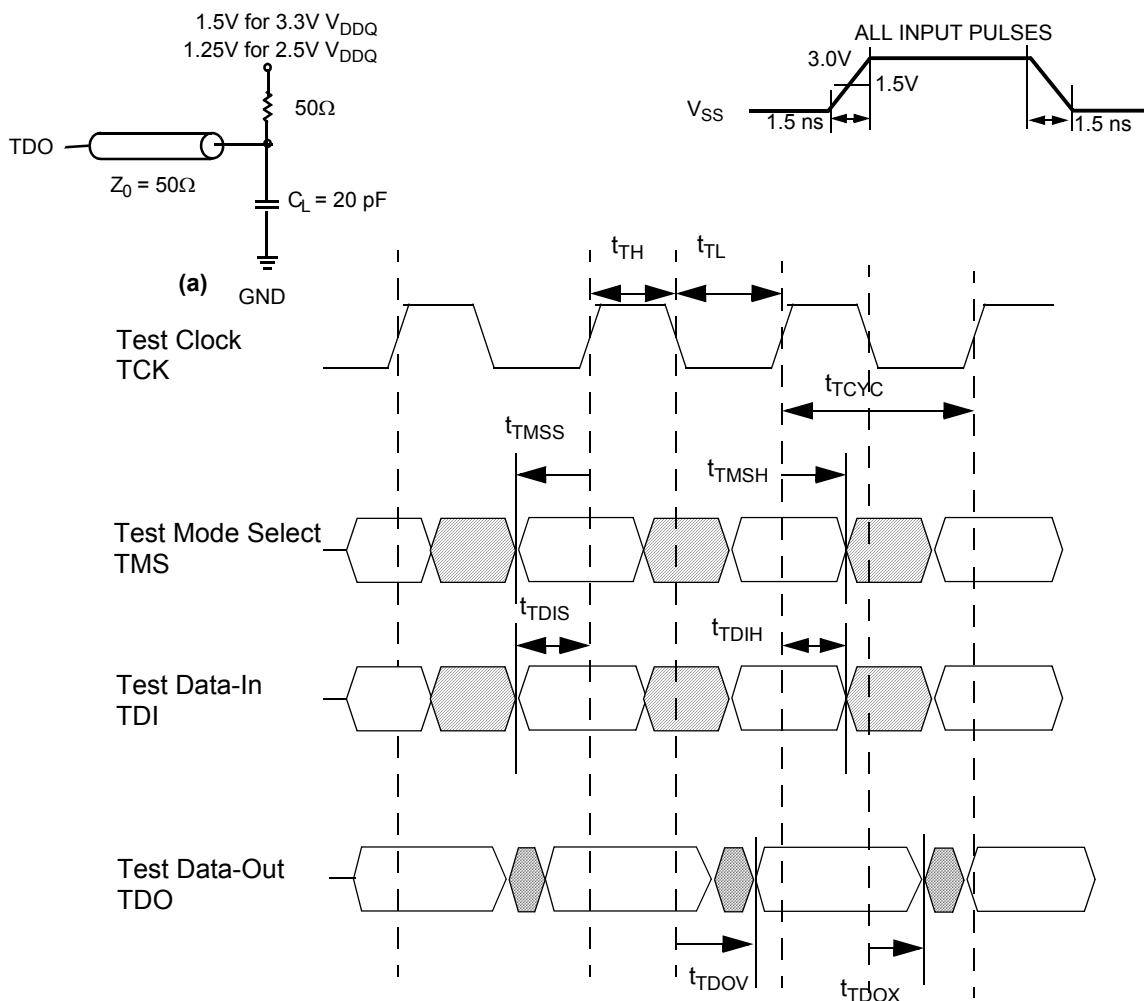 1.5V for 3.3V VDDQ
1.25V for 2.5V VDDQ
50Ω
TDO
Z0 = 50Ω
CL = 20 pF
(a)
GND
ALL INPUT PULSES
3.0V
1.5V
VSS
1.5 ns
1.5 ns
tTH
tTL
Test Clock
TCK
tTCYC
tTMSS
tTMSH
Test Mode Select
TMS
tTDIS
tTDIH
Test Data-In
TDI
Test Data-Out
TDO
tTDOV
tTDOX